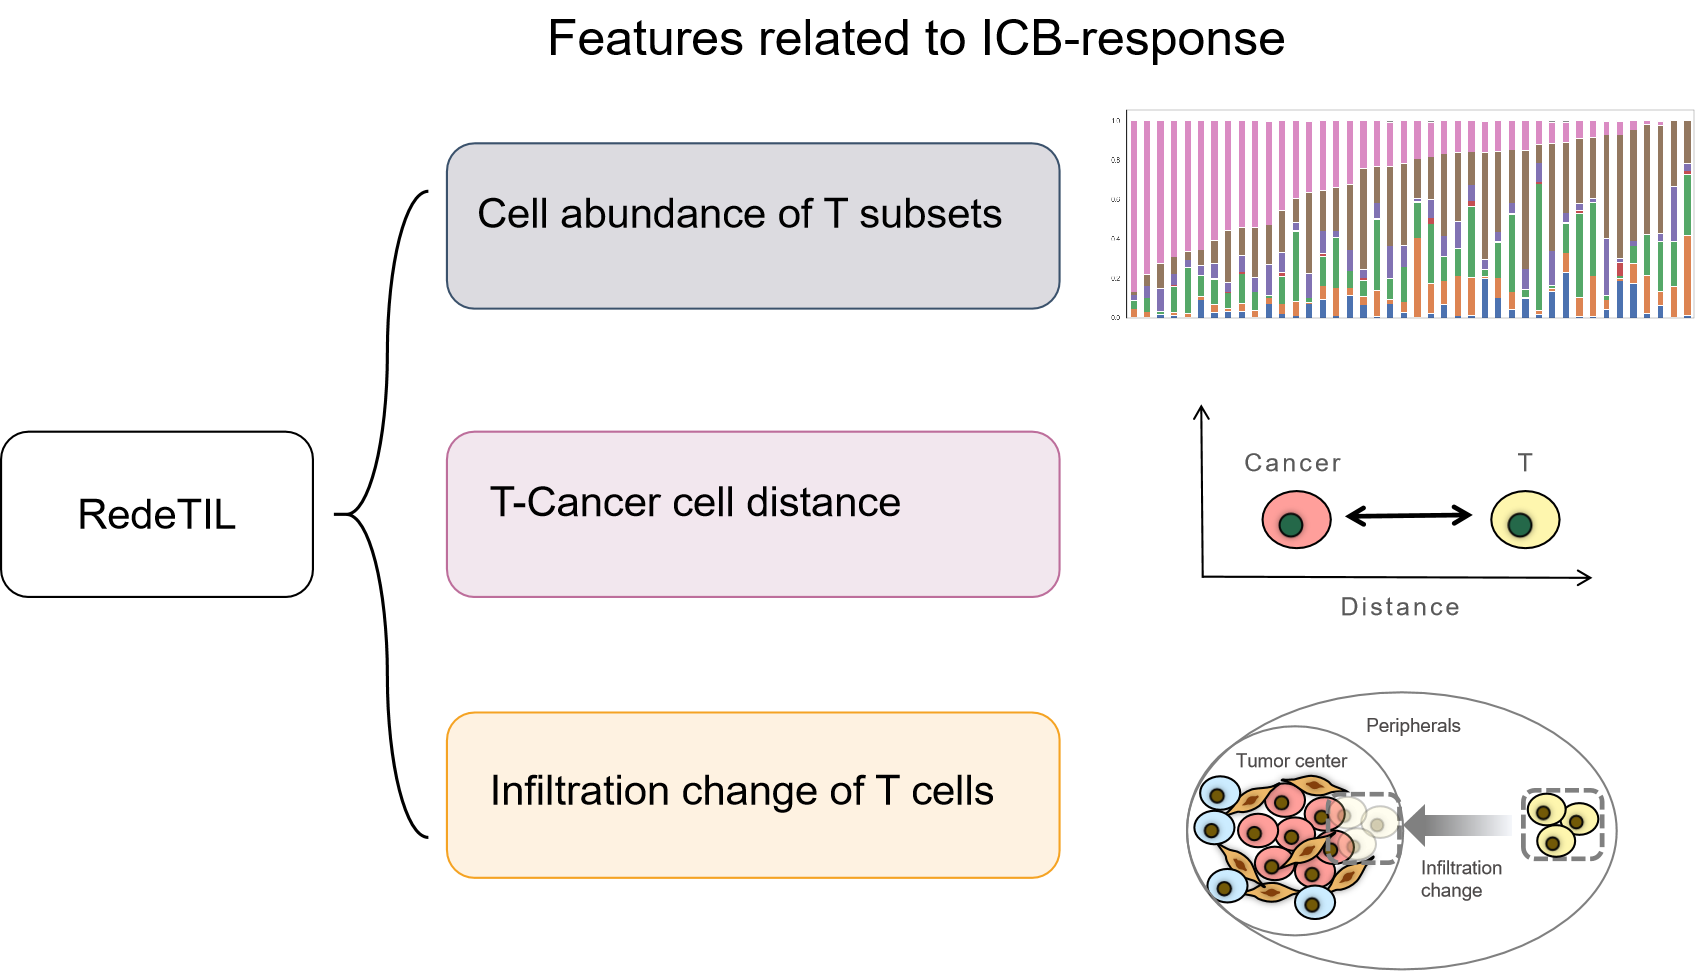 Features related to ICB-response
Cell abundance of T subsets
1.0
0.8
0.6
0.4
0.2
0.0
RedeTIL
T-Cancer cell distance
Cancer
T
Distance
Infiltration change of T cells
Peripherals
Tumor center
Infiltration
change